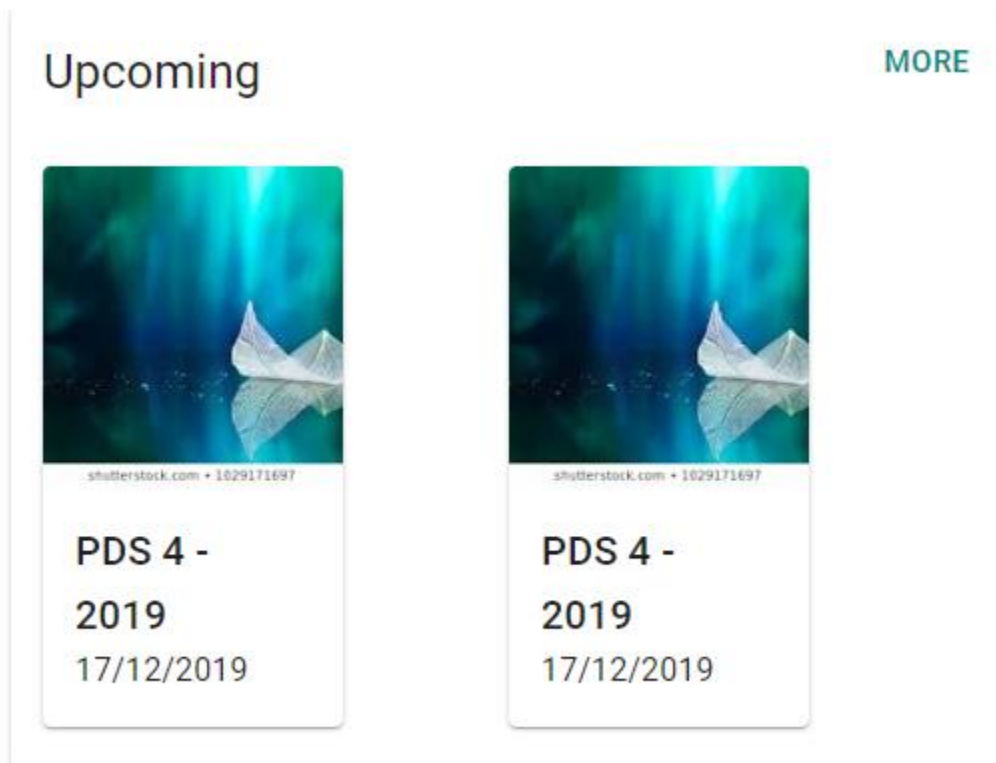 Upcoming
MORE
shutterstock.com • 1029171697
PDS 4 -
2019
17/12/2019
shutterstock.com • 1029171697
PDS 4 -
2019
17/12/2019